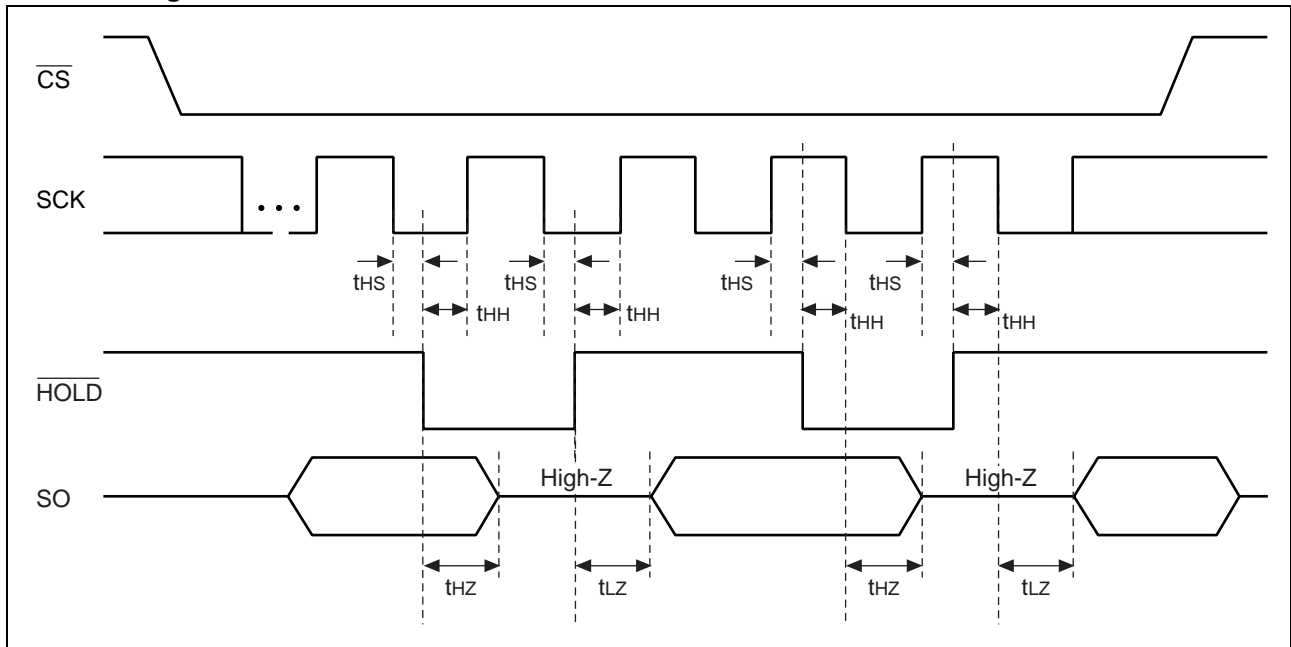 CS
SCK
• • •
tHS tHS tHS tHS
tHH tHH tHH tHH
HOLD
High-Z High-Z
SO
tHZ tLZ tHZ tLZ